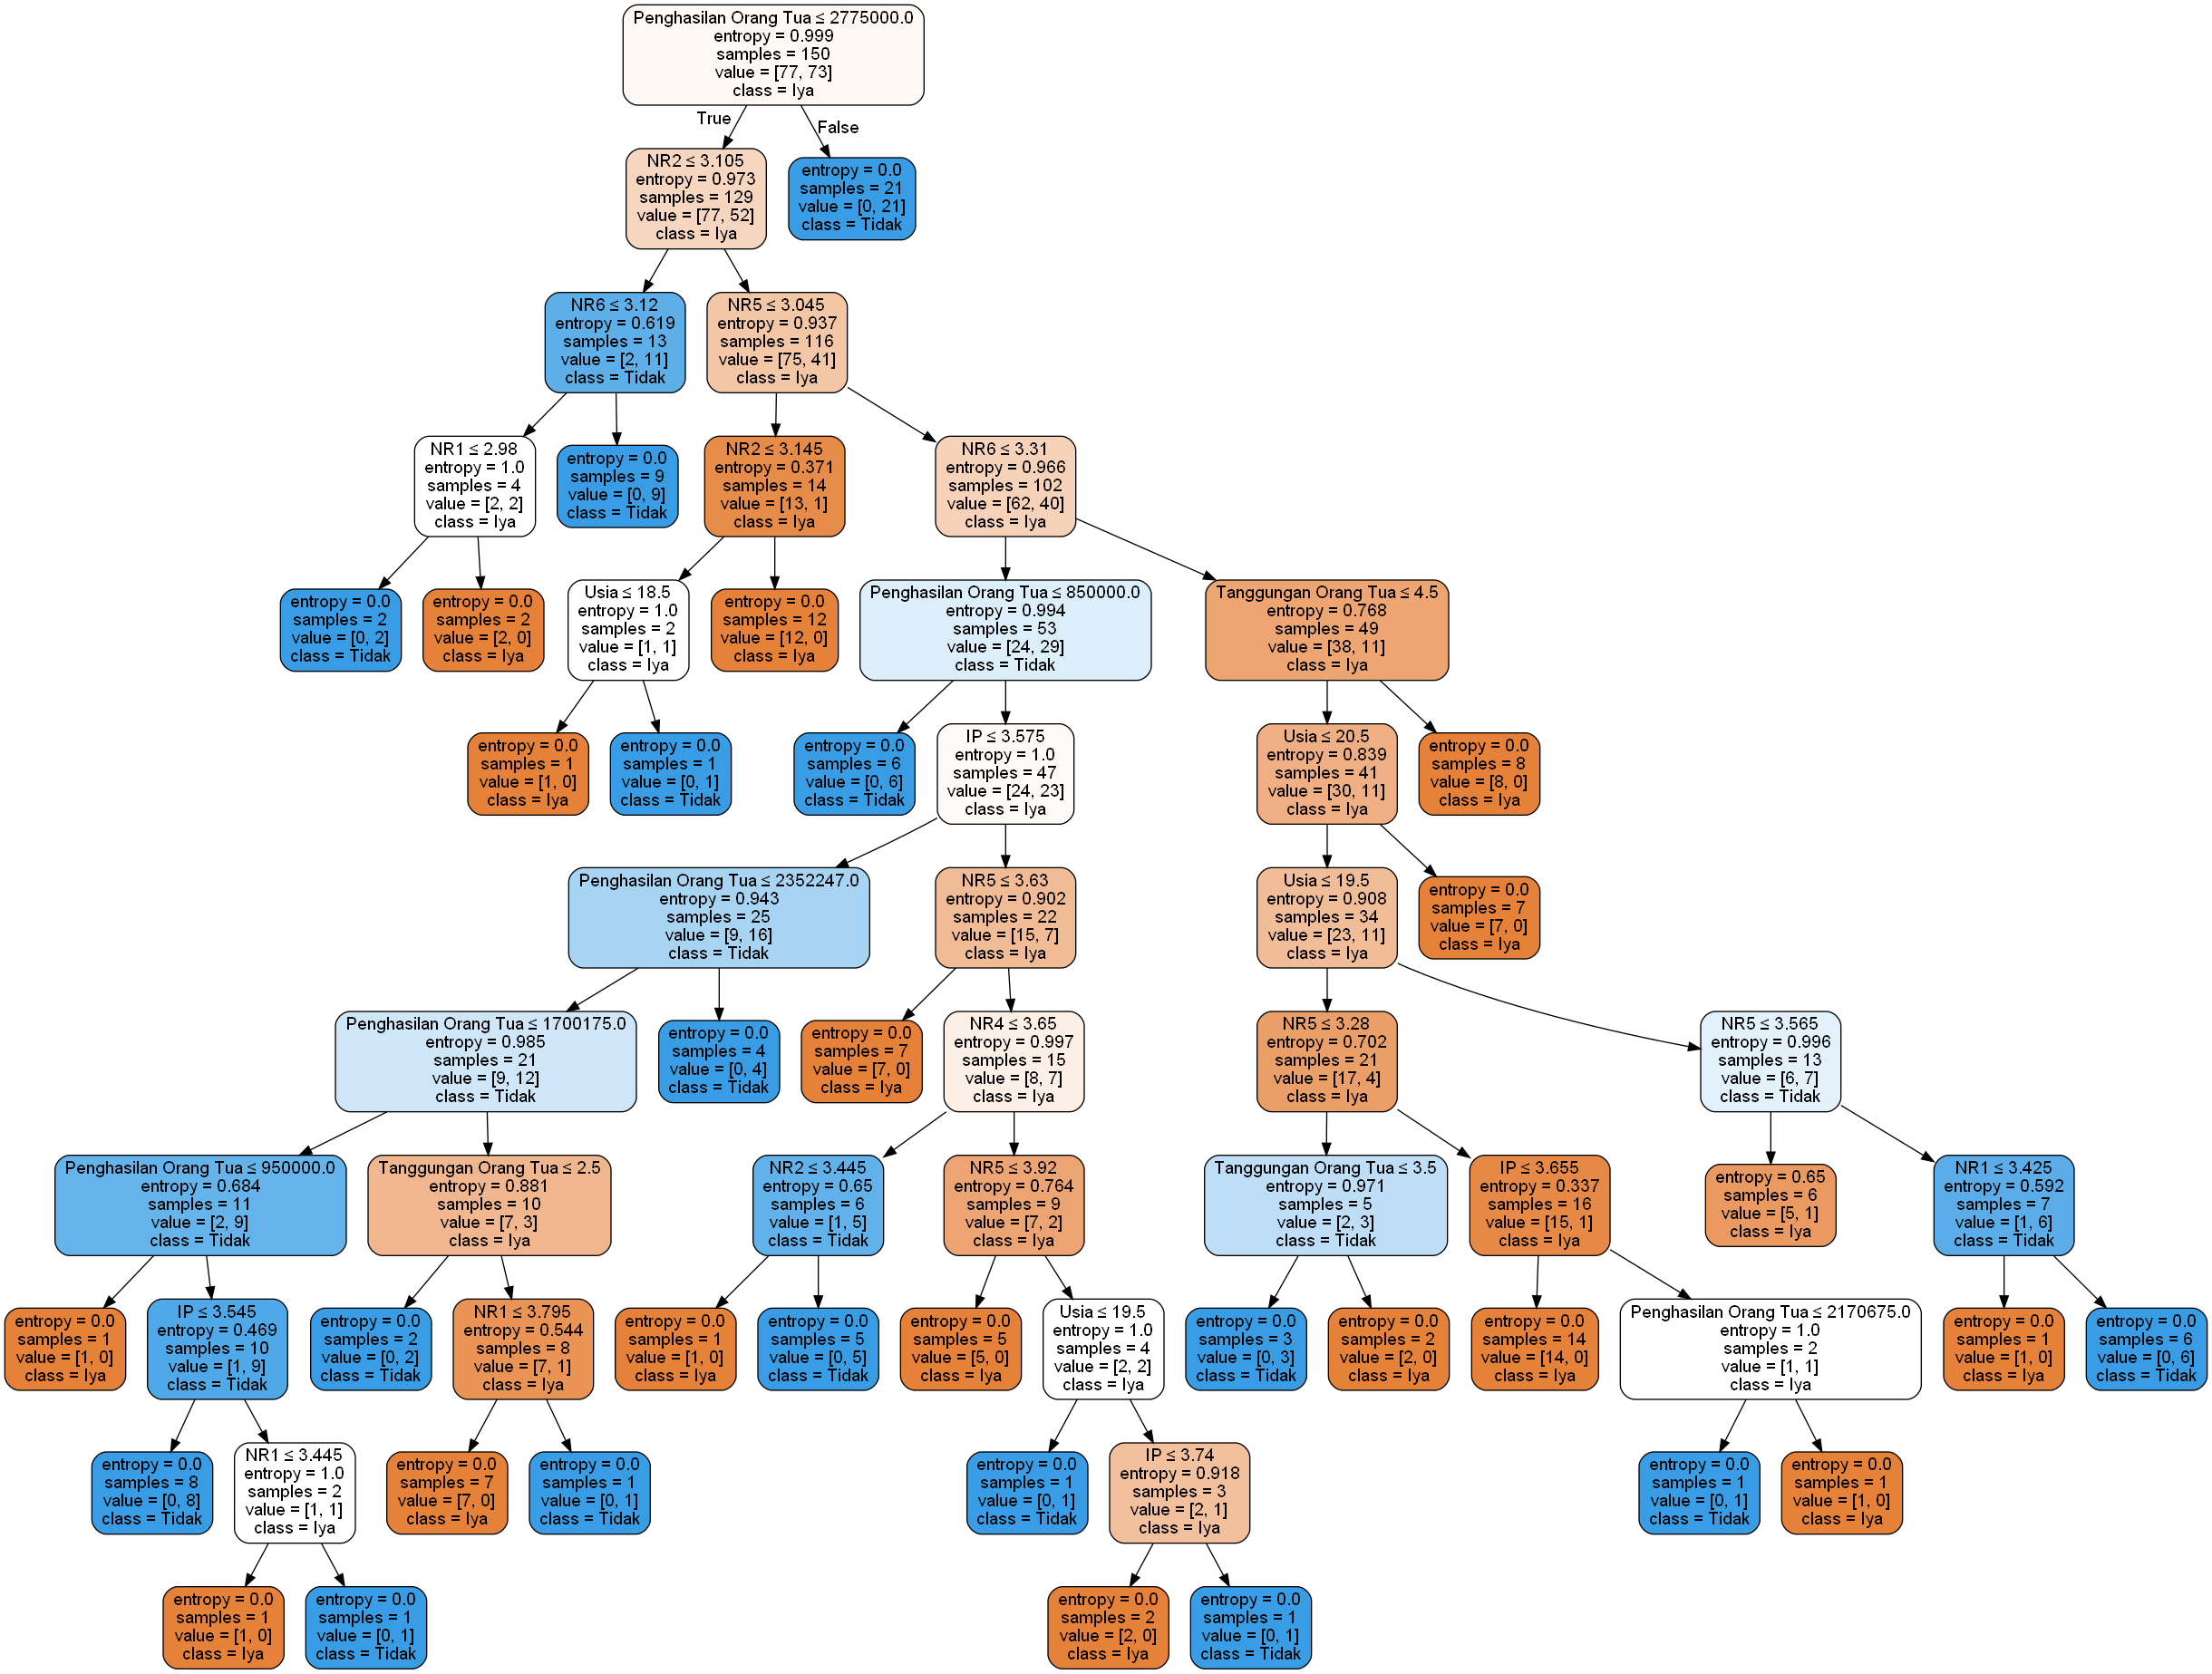 Penghasilan Orang Tua ≤ 2775000.0
entropy = 0.999
samples = 150
value = [77, 73]
class = Iya
True
False
NR2 ≤ 3.105
entropy = 0.973
samples = 129
value = [77, 52]
class = Iya
entropy = 0.0
samples = 21
value = [0, 21]
class = Tidak
NR6 ≤ 3.12
entropy = 0.619
samples = 13
value = [2, 11]
class = Tidak
NR5 ≤ 3.045
entropy = 0.937
samples = 116
value = [75, 41]
class = Iya
NR1 ≤ 2.98
entropy = 1.0
samples = 4
value = [2, 2]
class = Iya
entropy = 0.0
samples = 9
value = [0, 9]
class = Tidak
NR2 ≤ 3.145
entropy = 0.371
samples = 14
value = [13, 1]
class = Iya
NR6 ≤ 3.31
entropy = 0.966
samples = 102
value = [62, 40]
class = Iya
entropy = 0.0
samples = 2
value = [0, 2]
class = Tidak
entropy = 0.0
samples = 2
value = [2, 0]
class = Iya
Usia ≤ 18.5
entropy = 1.0
samples = 2
value = [1, 1]
class = Iya
entropy = 0.0
samples = 12
value = [12, 0]
class = Iya
Penghasilan Orang Tua ≤ 850000.0
entropy = 0.994
samples = 53
value = [24, 29]
class = Tidak
Tanggungan Orang Tua ≤ 4.5
entropy = 0.768
samples = 49
value = [38, 11]
class = Iya
entropy = 0.0
samples = 1
value = [1, 0]
class = Iya
entropy = 0.0
samples = 1
value = [0, 1]
class = Tidak
entropy = 0.0
samples = 6
value = [0, 6]
class = Tidak
IP ≤ 3.575
entropy = 1.0
samples = 47
value = [24, 23]
class = Iya
Usia ≤ 20.5
entropy = 0.839
samples = 41
value = [30, 11]
class = Iya
entropy = 0.0
samples = 8
value = [8, 0]
class = Iya
Penghasilan Orang Tua ≤ 2352247.0
entropy = 0.943
samples = 25
value = [9, 16]
class = Tidak
NR5 ≤ 3.63
entropy = 0.902
samples = 22
value = [15, 7]
class = Iya
Usia ≤ 19.5
entropy = 0.908
samples = 34
value = [23, 11]
class = Iya
entropy = 0.0
samples = 7
value = [7, 0]
class = Iya
Penghasilan Orang Tua ≤ 1700175.0
entropy = 0.985
samples = 21
value = [9, 12]
class = Tidak
entropy = 0.0
samples = 4
value = [0, 4]
class = Tidak
entropy = 0.0
samples = 7
value = [7, 0]
class = Iya
NR4 ≤ 3.65
entropy = 0.997
samples = 15
value = [8, 7]
class = Iya
NR5 ≤ 3.28
entropy = 0.702
samples = 21
value = [17, 4]
class = Iya
NR5 ≤ 3.565
entropy = 0.996
samples = 13
value = [6, 7]
class = Tidak
Penghasilan Orang Tua ≤ 950000.0
entropy = 0.684
samples = 11
value = [2, 9]
class = Tidak
Tanggungan Orang Tua ≤ 2.5
entropy = 0.881
samples = 10
value = [7, 3]
class = Iya
NR2 ≤ 3.445
entropy = 0.65
samples = 6
value = [1, 5]
class = Tidak
NR5 ≤ 3.92
entropy = 0.764
samples = 9
value = [7, 2]
class = Iya
Tanggungan Orang Tua ≤ 3.5
entropy = 0.971
samples = 5
value = [2, 3]
class = Tidak
IP ≤ 3.655
entropy = 0.337
samples = 16
value = [15, 1]
class = Iya
entropy = 0.65
samples = 6
value = [5, 1]
class = Iya
NR1 ≤ 3.425
entropy = 0.592
samples = 7
value = [1, 6]
class = Tidak
entropy = 0.0
samples = 1
value = [1, 0]
class = Iya
IP ≤ 3.545
entropy = 0.469
samples = 10
value = [1, 9]
class = Tidak
entropy = 0.0
samples = 2
value = [0, 2]
class = Tidak
NR1 ≤ 3.795
entropy = 0.544
samples = 8
value = [7, 1]
class = Iya
entropy = 0.0
samples = 1
value = [1, 0]
class = Iya
entropy = 0.0
samples = 5
value = [0, 5]
class = Tidak
entropy = 0.0
samples = 5
value = [5, 0]
class = Iya
Usia ≤ 19.5
entropy = 1.0
samples = 4
value = [2, 2]
class = Iya
entropy = 0.0
samples = 3
value = [0, 3]
class = Tidak
entropy = 0.0
samples = 2
value = [2, 0]
class = Iya
entropy = 0.0
samples = 14
value = [14, 0]
class = Iya
Penghasilan Orang Tua ≤ 2170675.0
entropy = 1.0
samples = 2
value = [1, 1]
class = Iya
entropy = 0.0
samples = 1
value = [1, 0]
class = Iya
entropy = 0.0
samples = 6
value = [0, 6]
class = Tidak
entropy = 0.0
samples = 8
value = [0, 8]
class = Tidak
NR1 ≤ 3.445
entropy = 1.0
samples = 2
value = [1, 1]
class = Iya
entropy = 0.0
samples = 7
value = [7, 0]
class = Iya
entropy = 0.0
samples = 1
value = [0, 1]
class = Tidak
entropy = 0.0
samples = 1
value = [0, 1]
class = Tidak
IP ≤ 3.74
entropy = 0.918
samples = 3
value = [2, 1]
class = Iya
entropy = 0.0
samples = 1
value = [0, 1]
class = Tidak
entropy = 0.0
samples = 1
value = [1, 0]
class = Iya
entropy = 0.0
samples = 1
value = [1, 0]
class = Iya
entropy = 0.0
samples = 1
value = [0, 1]
class = Tidak
entropy = 0.0
samples = 2
value = [2, 0]
class = Iya
entropy = 0.0
samples = 1
value = [0, 1]
class = Tidak